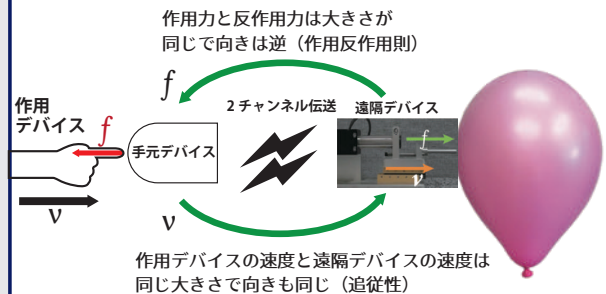 作用力と反作用力は大きさが
同じで向きは逆（作用反作用則）
f
作用
デバイス
f
2チャンネル伝送
遠隔デバイス
手元デバイス
f
v
v
v
作用デバイスの速度と遠隔デバイスの速度は
同じ大きさで向きも同じ（追従性）